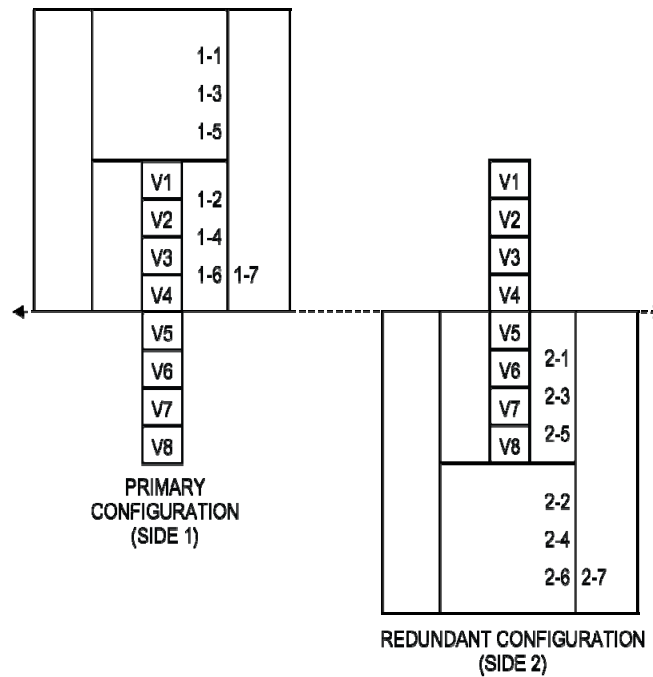 1-1
1-3
1-5
V1
1-2
V2
1-4
V3
1-6 1-7
V4
V5
V6
V7
V8
PRIMARY
CONFIGURATION
(SIDE 1)
V1
V2
V3
V4
V5
2-1
V6
2-3
V7
2-5
V8
2-2
2-4
2-6 2-7
REDUNDANT CONFIGURATION
(SIDE 2)